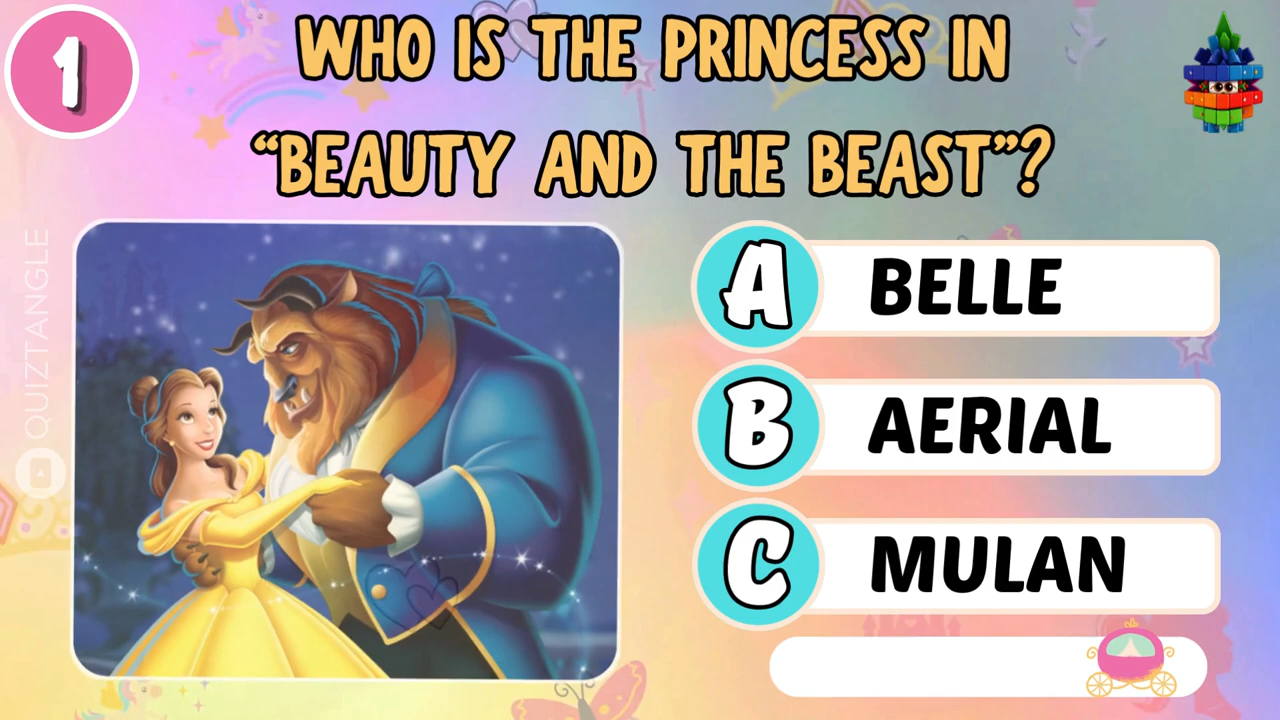 1
WHO IS THE PRINCESS IN
“BEAUTY AND THE BEAST”?
QUIZTANGLE
A BELLE
B AERIAL
C MULAN